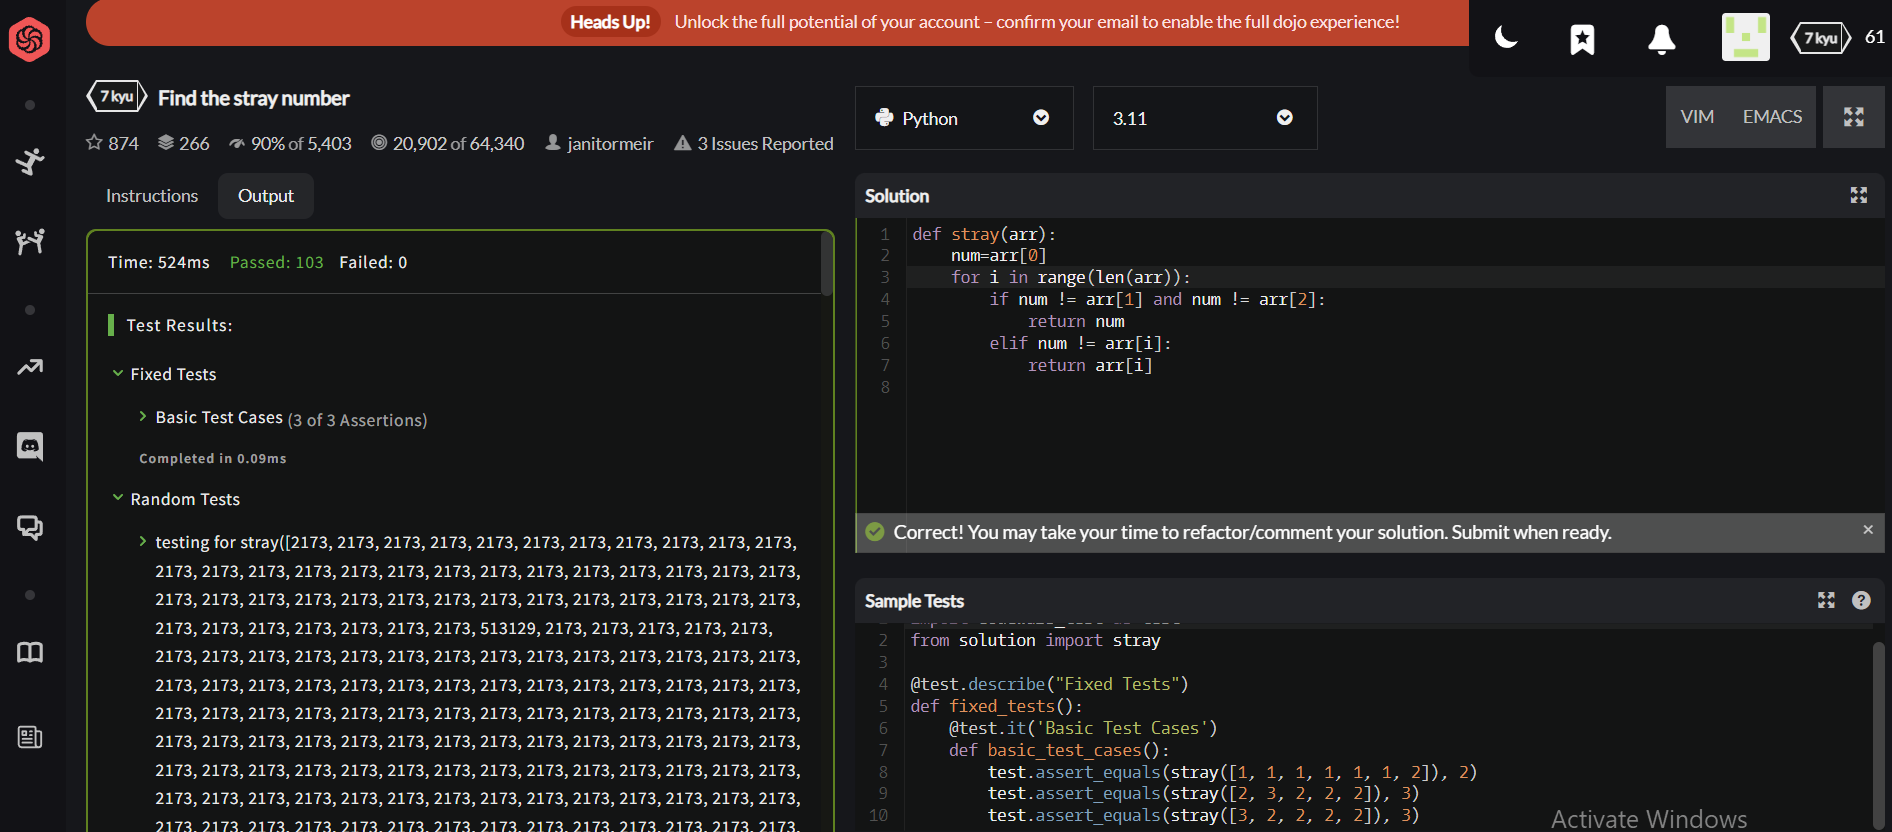 Heads Up! Unlock the full potential of your account – confirm your email to enable the full dojo experience!
7 kyu 61
7 kyu Find the stray number
874 266 90% of 5,403 20,902 of 64,340 janitormeir 3 Issues Reported
Python
3.11
VIM EMACS
Instructions Output
Time: 524ms Passed: 103 Failed: 0
Test Results:
Fixed Tests
Basic Test Cases (3 of 3 Assertions)
Completed in 0.09ms
Random Tests
testing for stray([2173, 2173, 2173, 2173, 2173, 2173, 2173, 2173, 2173, 2173, 2173,
2173, 2173, 2173, 2173, 2173, 2173, 2173, 2173, 2173, 2173, 2173, 2173, 2173, 2173,
2173, 2173, 2173, 2173, 2173, 2173, 2173, 2173, 2173, 2173, 2173, 2173, 2173, 2173,
2173, 2173, 2173, 2173, 2173, 2173, 2173, 513129, 2173, 2173, 2173, 2173, 2173,
2173, 2173, 2173, 2173, 2173, 2173, 2173, 2173, 2173, 2173, 2173, 2173, 2173, 2173,
2173, 2173, 2173, 2173, 2173, 2173, 2173, 2173, 2173, 2173, 2173, 2173, 2173, 2173,
2173, 2173, 2173, 2173, 2173, 2173, 2173, 2173, 2173, 2173, 2173, 2173, 2173, 2173,
2173, 2173, 2173, 2173, 2173, 2173, 2173, 2173, 2173, 2173, 2173, 2173, 2173, 2173,
2173, 2173, 2173, 2173, 2173, 2173, 2173, 2173, 2173, 2173, 2173, 2173, 2173, 2173,
2173, 2173, 2173, 2173, 2173, 2173, 2173, 2173, 2173, 2173, 2173, 2173, 2173, 2173,
2173, 2173, 2173, 2173, 2173, 2173, 2173, 2173, 2173, 2173, 2173, 2173, 2173, 2173,
Solution
1 def stray(arr):
2 num=arr[0]
3 for i in range(len(arr)):
4 if num != arr[1] and num != arr[2]:
5 return num
6 elif num != arr[i]:
7 return arr[i]
8
Correct! You may take your time to refactor/comment your solution. Submit when ready.
Sample Tests
2 from solution import stray
3
4 @test.describe("Fixed Tests")
5 def fixed_tests():
6 @test.it('Basic Test Cases')
7 def basic_test_cases():
8 test.assert_equals(stray([1, 1, 1, 1, 1, 1, 2]), 2)
9 test.assert_equals(stray([2, 3, 2, 2, 2]), 3)
10 test.assert_equals(stray([3, 2, 2, 2, 2]), 3)
Activate Windows